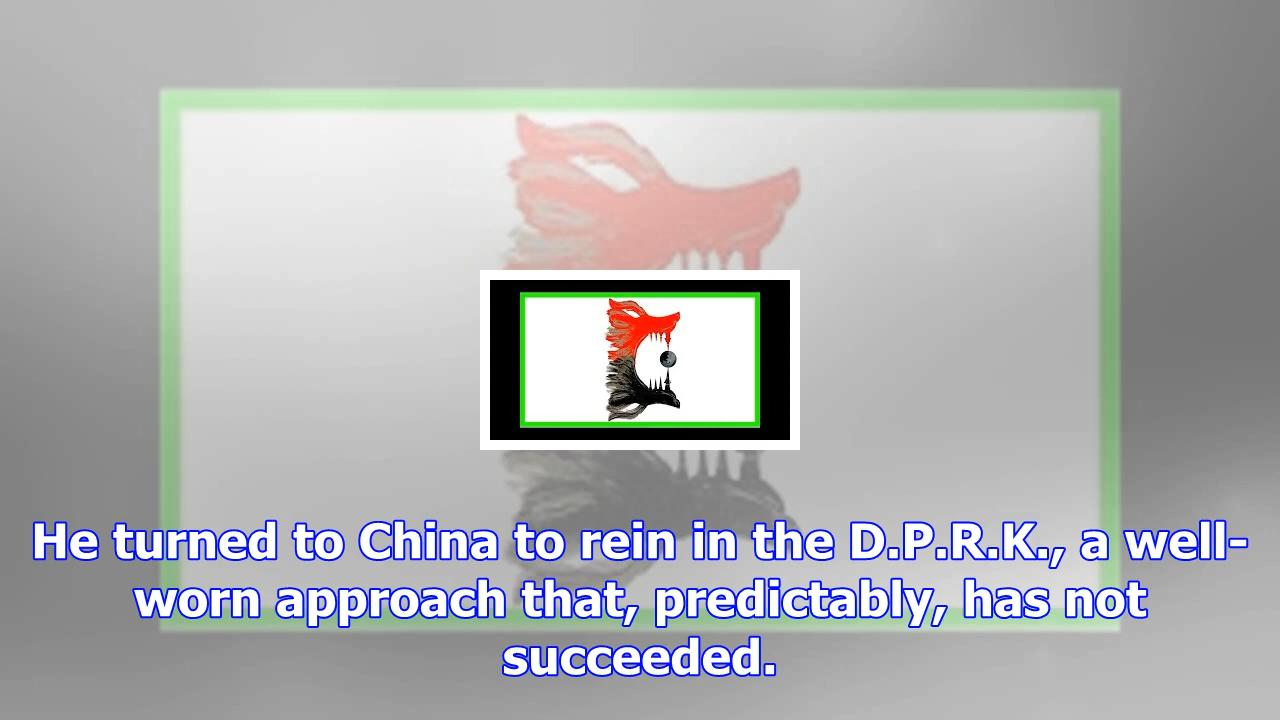 He turned to China to rein in the D.P.R.K., a well-
worn approach that, predictably, has not
succeeded.